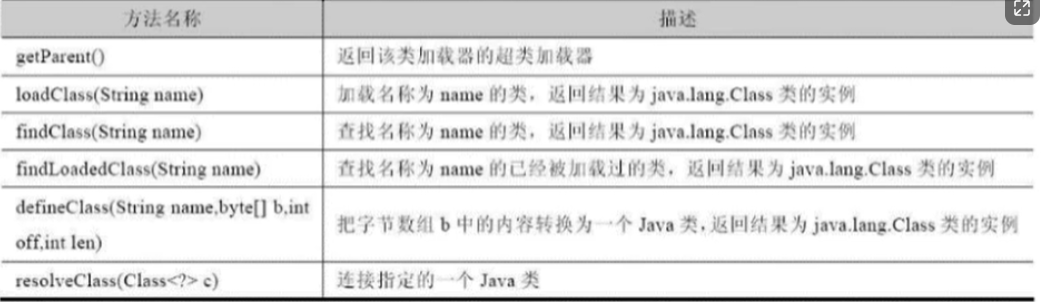 方法名称 描述
getParent() 返回该类加载器的超类加载器
loadClass(String name) 加载名称为 name 的类，返回结果为 java.lang.Class 类的实例
findClass(String name) 查找名称为 name 的类，返回结果为 java.lang.Class 类的实例
findLoadedClass(String name) 查找名称为 name 的已经被加载过的类，返回结果为 java.lang.Class 类的实例
defineClass(String name,byte[] b,int
off,int len)
把字节数组 b 中的内容转换为一个 Java 类,返回结果为 java.lang.Class 类的实例
resolveClass(Class<?> c) 连接指定的一个 Java 类